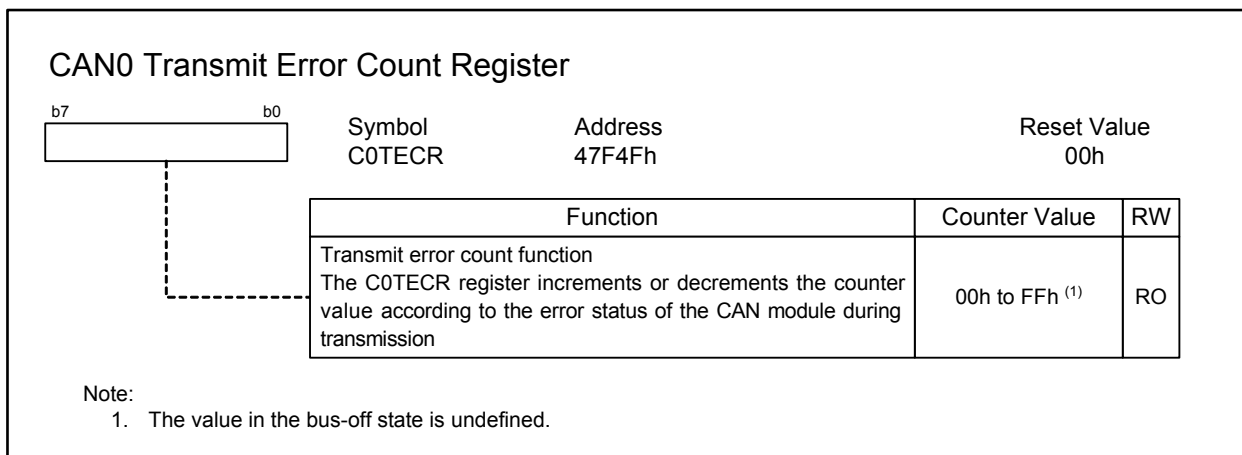 CAN0 Transmit Error Count Register
b7 b0
Symbol Address Reset Value
C0TECR 47F4Fh 00h
Function Counter Value RW
Transmit error count function
The C0TECR register increments or decrements the counter
value according to the error status of the CAN module during
transmission
00h to FFh (1) RO
Note:
1. The value in the bus-off state is undefined.